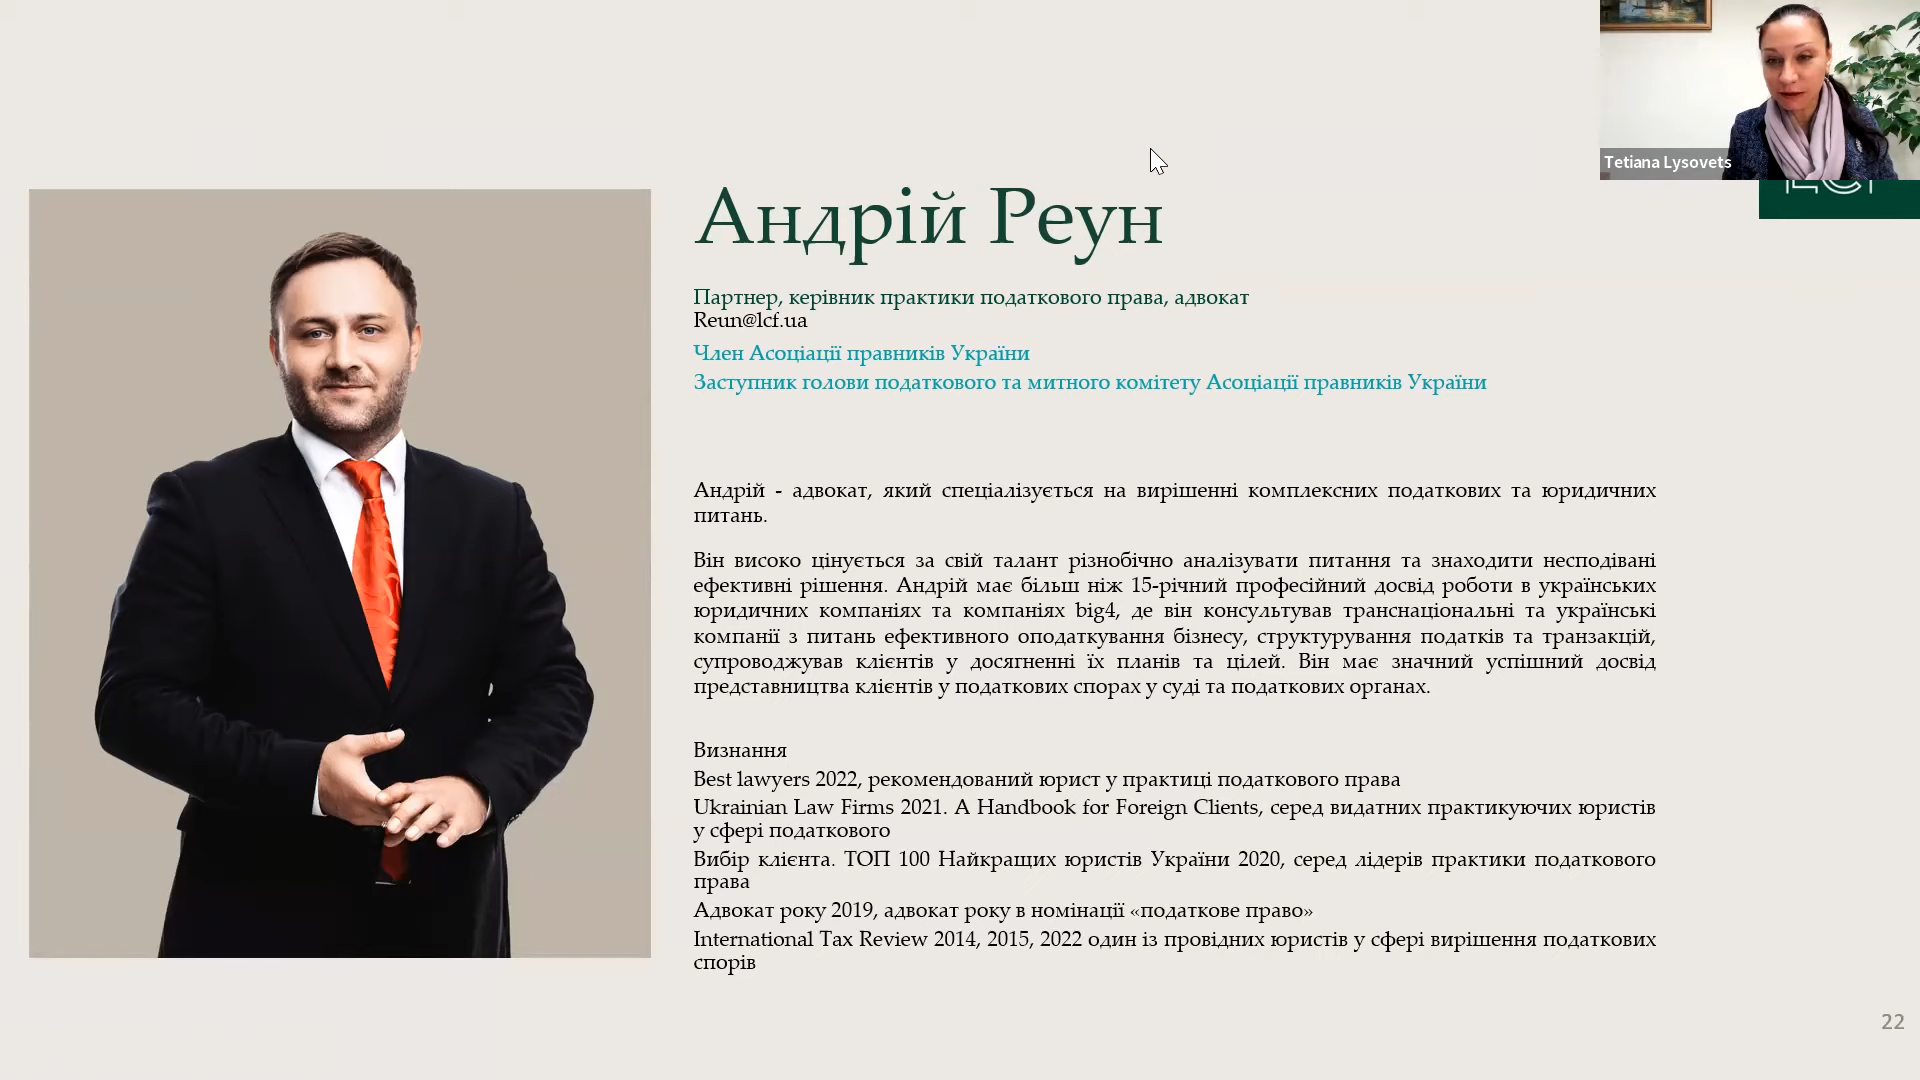 Tetiana Lysovets
Андрій Реун
Партнер, керівник практики податкового права, адвокат
Reun@lcf.ua
Член Асоціації правників України
Заступник голови податкового та митного комітету Асоціації правників України
Андрій - адвокат, який спеціалізується на вирішенні комплексних податкових та юридичних
питань.
Він високо цінується за свій талант різнобічно аналізувати питання та знаходити несподівані
ефективні рішення. Андрій має більш ніж 15-річний професійний досвід роботи в українських
юридичних компаніях та компаніях big4, де він консультував транснаціональні та українські
компанії з питань ефективного оподаткування бізнесу, структурування податків та транзакцій,
супроводжував клієнтів у досягненні їх планів та цілей. Він має значний успішний досвід
представництва клієнтів у податкових спорах у суді та податкових органах.
Визнання
Best lawyers 2022, рекомендований юрист у практиці податкового права
Ukrainian Law Firms 2021. A Handbook for Foreign Clients, серед видатних практикуючих юристів
у сфері податкового
Вибір клієнта. ТОП 100 Найкращих юристів України 2020, серед лідерів практики податкового
права
Адвокат року 2019, адвокат року в номінації «податкове право»
International Tax Review 2014, 2015, 2022 один із провідних юристів у сфері вирішення податкових
спорів
22